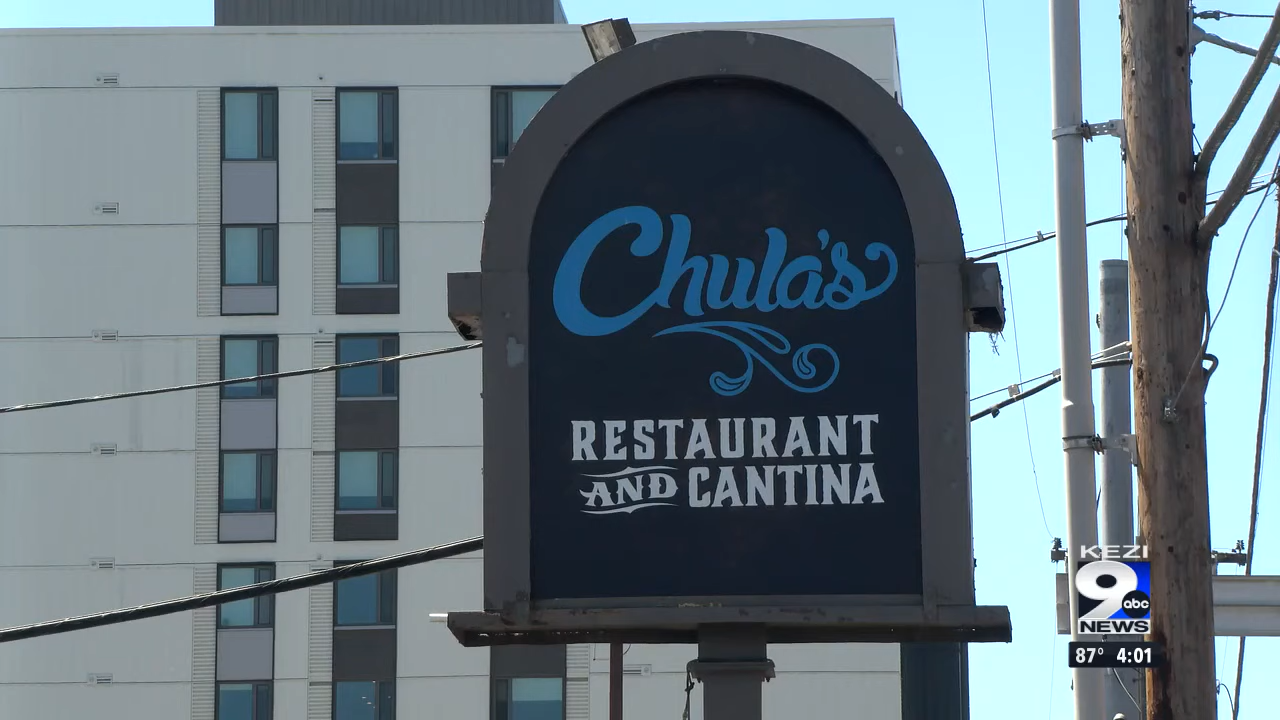 Chula's
RESTAURANT
AND CANTINA
KEZI
9 abc
NEWS
87° 4:01